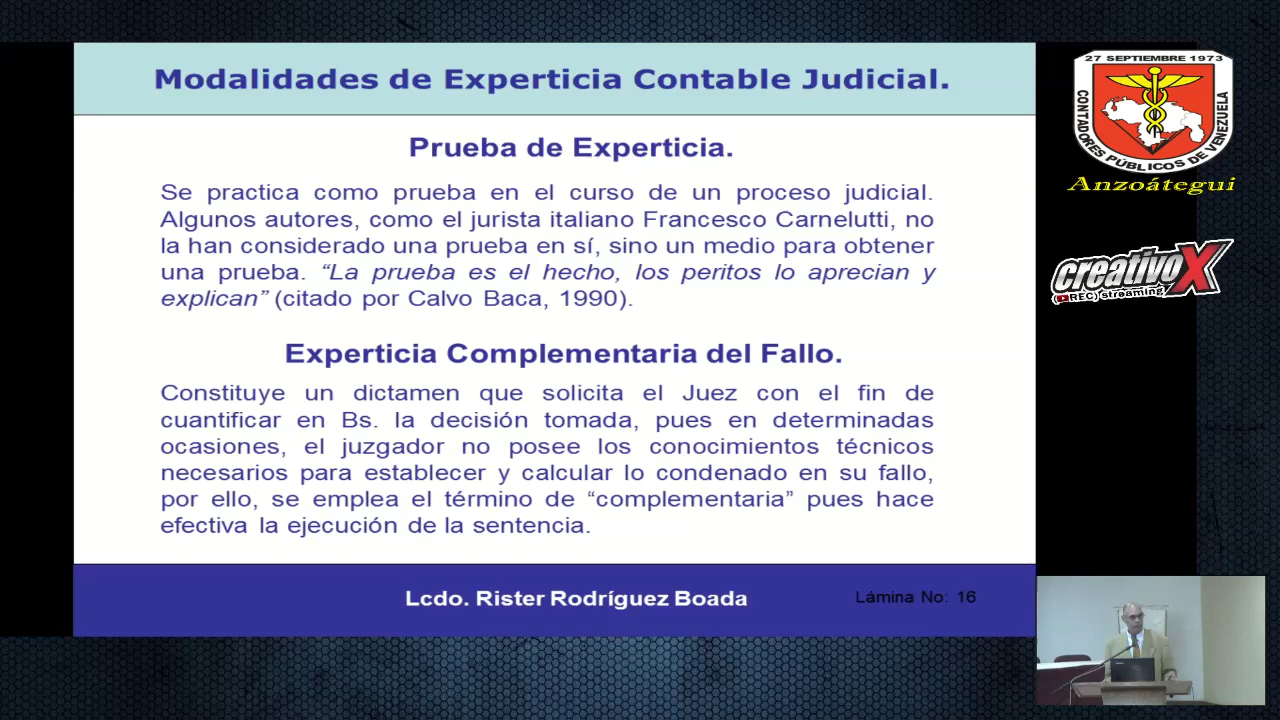 Modalidades de Experticia Contable Judicial.
Prueba de Experticia.
Se practica como prueba en el curso de un proceso judicial.
Algunos autores, como el jurista italiano Francesco Carnelutti, no
la han considerado una prueba en sí, sino un medio para obtener
una prueba. “La prueba es el hecho, los peritos lo aprecian y
explican” (citado por Calvo Baca, 1990).
Experticia Complementaria del Fallo.
Constituye un dictamen que solicita el Juez con el fin de
cuantificar en Bs. la decisión tomada, pues en determinadas
ocasiones, el juzgador no posee los conocimientos técnicos
necesarios para establecer y calcular lo condenado en su fallo,
por ello, se emplea el término de “complementaria” pues hace
efectiva la ejecución de la sentencia.
Lcdo. Rister Rodríguez Boada
Lámina No: 16
27 SEPTIEMBRE 1973
CONTADORES PÚBLICOS DE VENEZUELA
Anzoátegui
creativoX
(REC) streaming